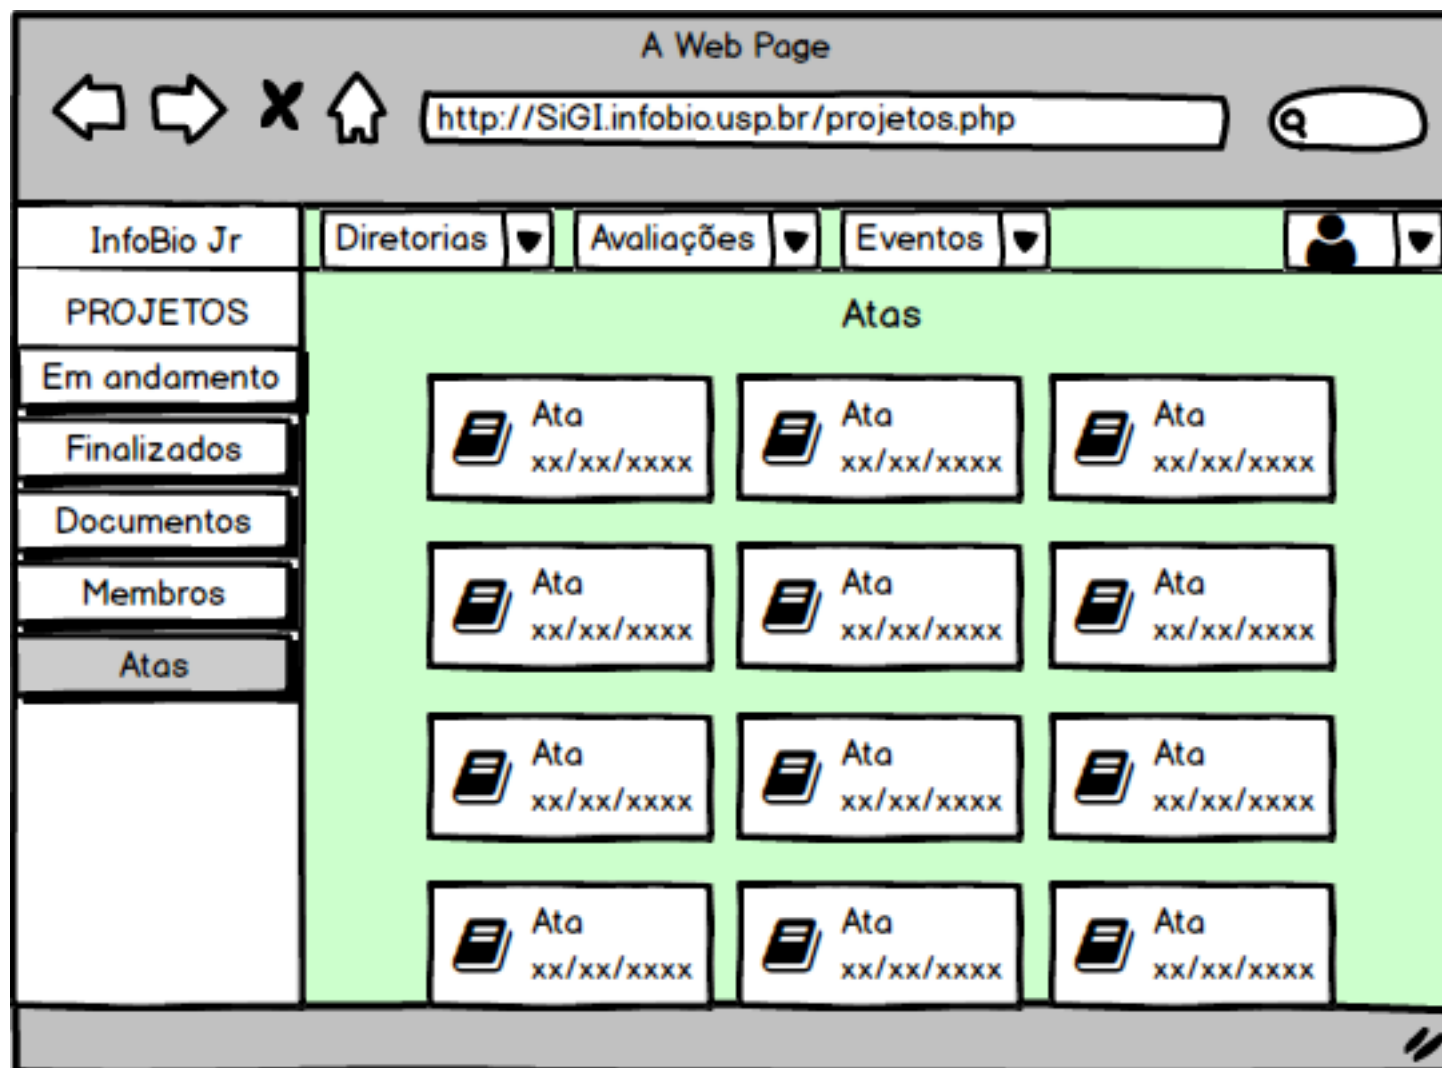 A Web Page
http://SiGI.infobio.usp.br/projetos.php
InfoBio Jr
Diretorias
Avaliações
Eventos
PROJETOS
Em andamento
Finalizados
Documentos
Membros
Atas
Atas
Ata
xx/xx/xxxx
Ata
xx/xx/xxxx
Ata
xx/xx/xxxx
Ata
xx/xx/xxxx
Ata
xx/xx/xxxx
Ata
xx/xx/xxxx
Ata
xx/xx/xxxx
Ata
xx/xx/xxxx
Ata
xx/xx/xxxx
Ata
xx/xx/xxxx
Ata
xx/xx/xxxx
Ata
xx/xx/xxxx